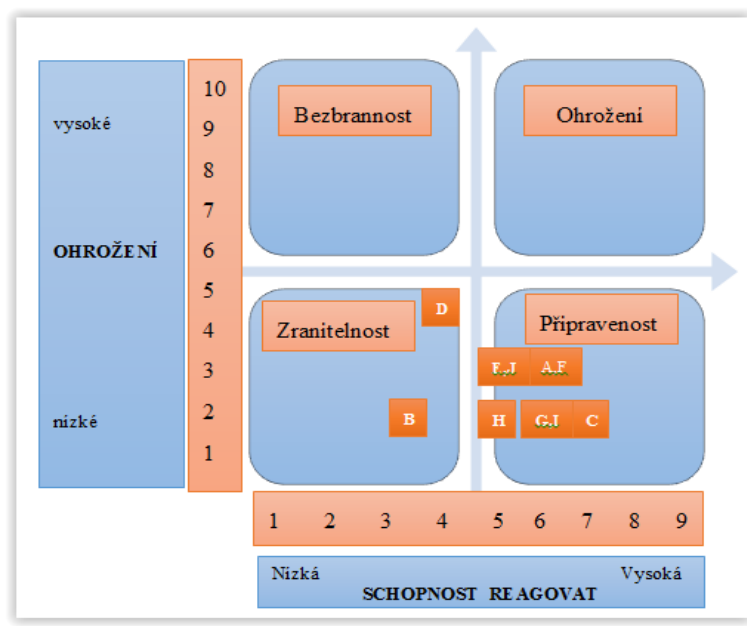 vysoké
OHROŽENÍ
nízké
10
9
8
7
6
5
4
3
2
1
Bezbrannost
Ohrožení
Zranitelnost
Připravenost
D
E,J
A,F
B
H
G,I
C
1 2 3 4 5 6 7 8 9
Nízká Vysoká
SCHOPNOST REAGOVAT